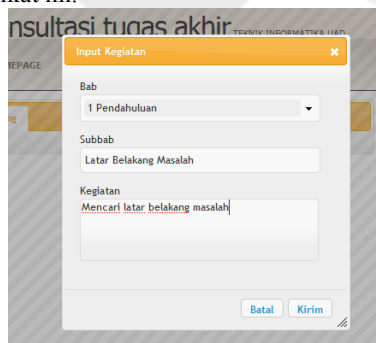 nsultasi tugas akhir TEKNIK INFORMATIKA UAD
Input Kegiatan
EPAGE
Bab
1 Pendahuluan
Subbab
Latar Belakang Masalah
Kegiatan
Mencari latar belakang masalah
Batal Kirim